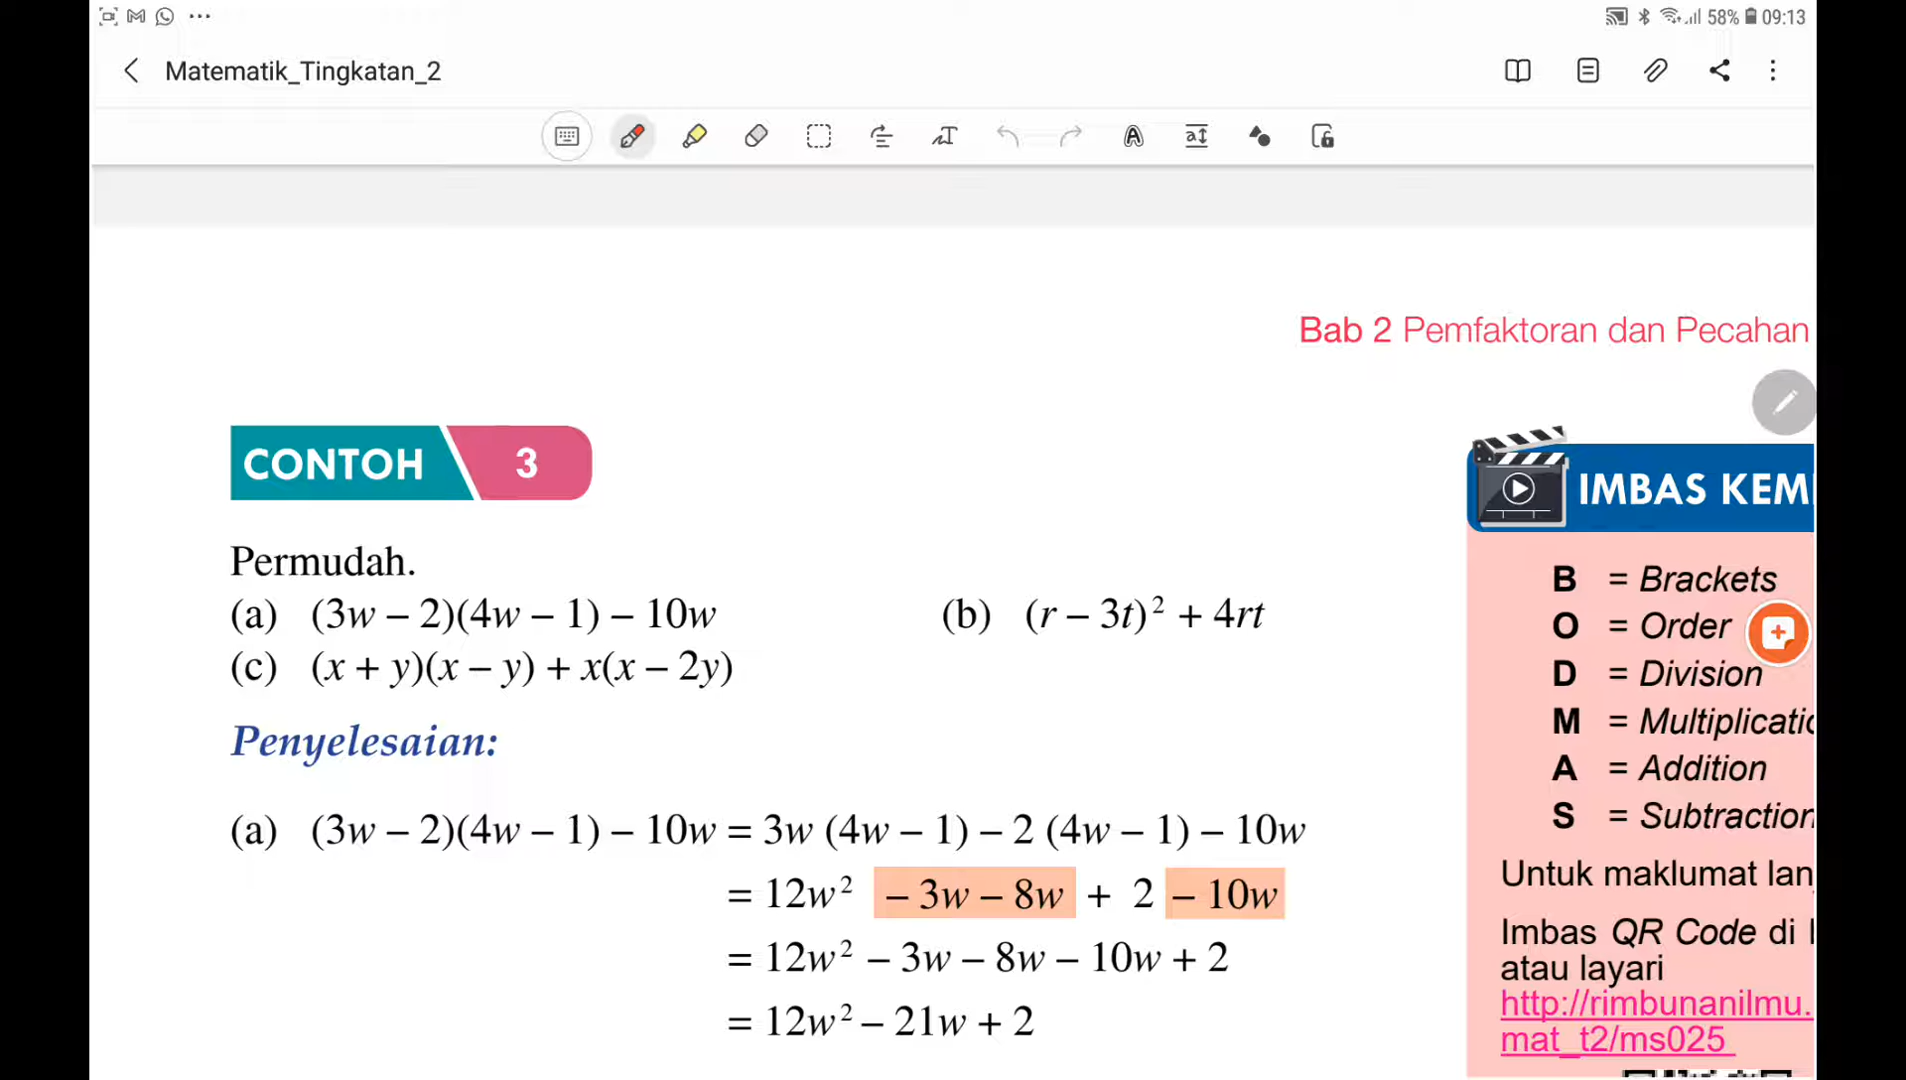 58% 09:13
Matematik_Tingkatan_2
Bab 2 Pemfaktoran dan Pecahan
CONTOH 3
Permudah.
(a) (3w – 2)(4w – 1) – 10w
(b) (r – 3t)² + 4rt
(c) (x + y)(x – y) + x(x – 2y)
Penyelesaian:
(a) (3w – 2)(4w – 1) – 10w = 3w (4w – 1) – 2 (4w – 1) – 10w
= 12w² – 3w – 8w + 2 – 10w
= 12w² – 3w – 8w – 10w + 2
= 12w² – 21w + 2
IMBAS KEM
B = Brackets
O = Order
D = Division
M = Multiplicatio
A = Addition
S = Subtraction
Untuk maklumat lan
Imbas QR Code di
atau layari
http://rimbunanilmu.
mat_t2/ms025